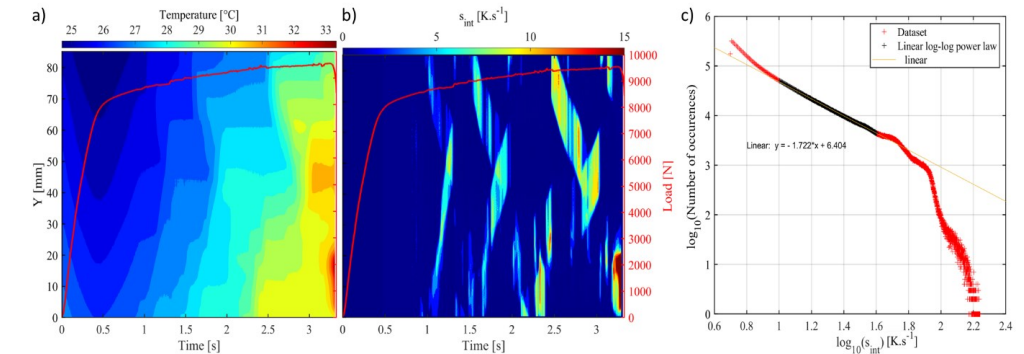 a)
Temperature [°C]
25 26 27 28 29 30 31 32 33
80
70
60
50
40
30
20
10
0
Y [mm]
0 0.5 1 1.5 2 2.5 3
Time [s]
b)
s_int [K.s⁻¹]
0 5 10 15
10000
9000
8000
7000
6000
5000
4000
3000
2000
1000
0
Load [N]
0 0.5 1 1.5 2 2.5 3
Time [s]
c)
6
5
4
3
2
1
0
log₁₀(Number of occurences)
Dataset
Linear log-log power law
linear
Linear: y = - 1.722*x + 6.404
0.6 0.8 1 1.2 1.4 1.6 1.8 2 2.2 2.4
log₁₀(s_int) [K.s⁻¹]